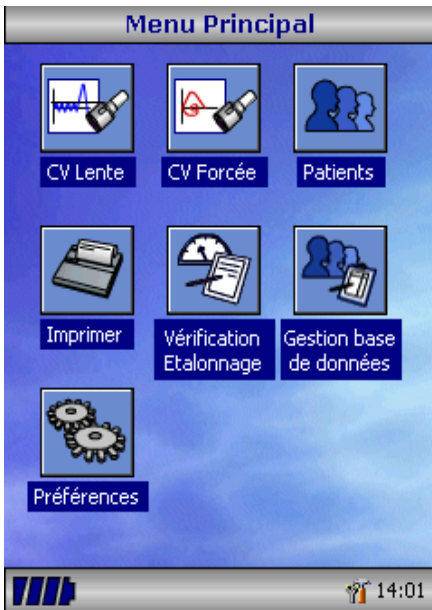 Menu Principal
CV Lente
CV Forcée
Patients
Imprimer
Vérification
Etalonnage
Gestion base
de données
Préférences
14:01